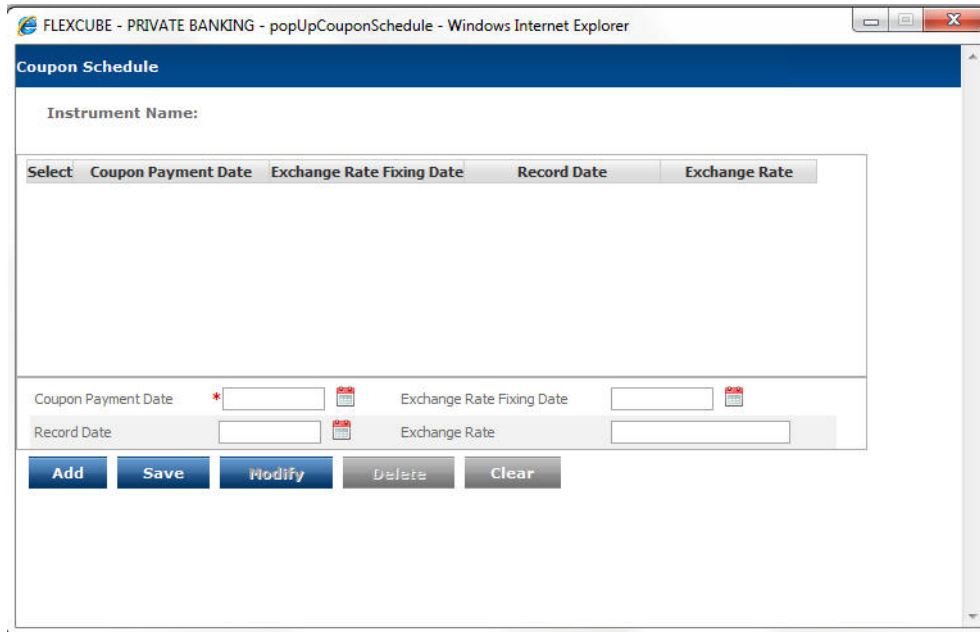 FLEXCUBE - PRIVATE BANKING - popUpCouponSchedule - Windows Internet Explorer
Coupon Schedule
Instrument Name:
Select Coupon Payment Date Exchange Rate Fixing Date Record Date Exchange Rate
Coupon Payment Date * Exchange Rate Fixing Date
Record Date Exchange Rate
Add Save Modify Delete Clear